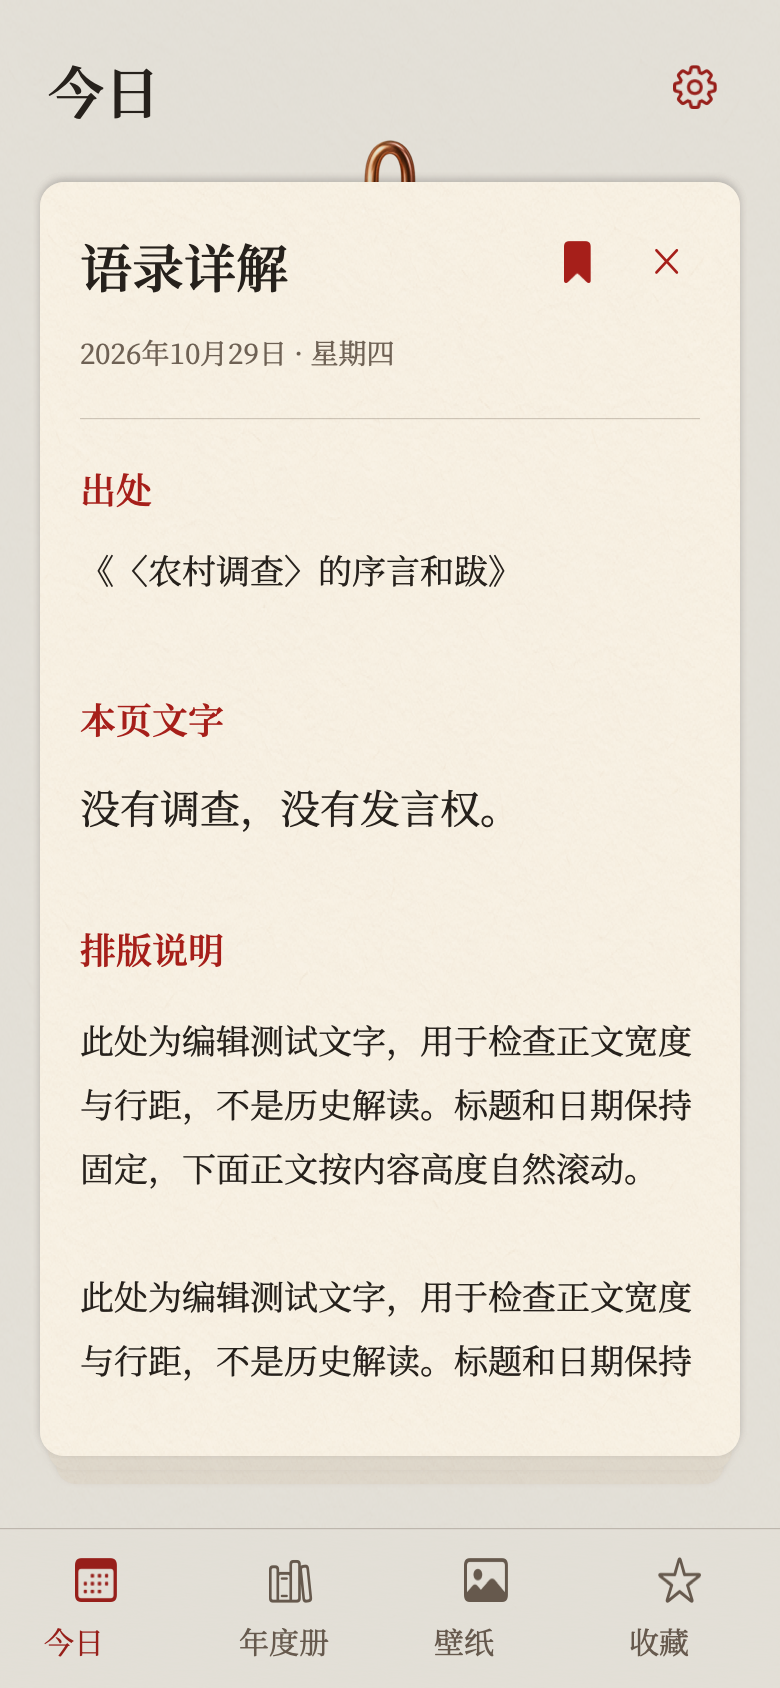 今日
语录详解
2026年10月29日 · 星期四
出处
《〈农村调查〉的序言和跋》
本页文字
没有调查，没有发言权。
排版说明
此处为编辑测试文字，用于检查正文宽度
与行距，不是历史解读。标题和日期保持
固定，下面正文按内容高度自然滚动。
此处为编辑测试文字，用于检查正文宽度
与行距，不是历史解读。标题和日期保持
今日
年度册
壁纸
收藏